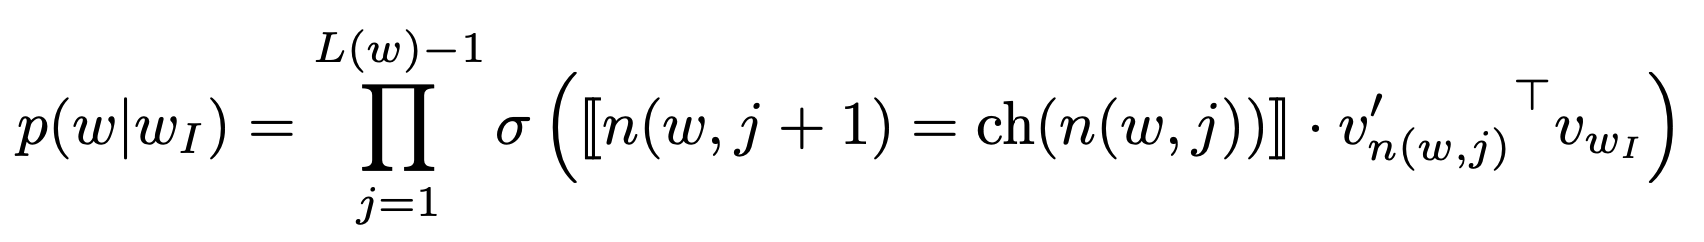 p(w|w_I) = \prod_{j=1}^{L(w)-1} \sigma \left( [\![ n(w, j+1) = \mathrm{ch}(n(w, j)) ]\!] \cdot {v'_{n(w,j)}}^{\top} v_{w_I} \right)